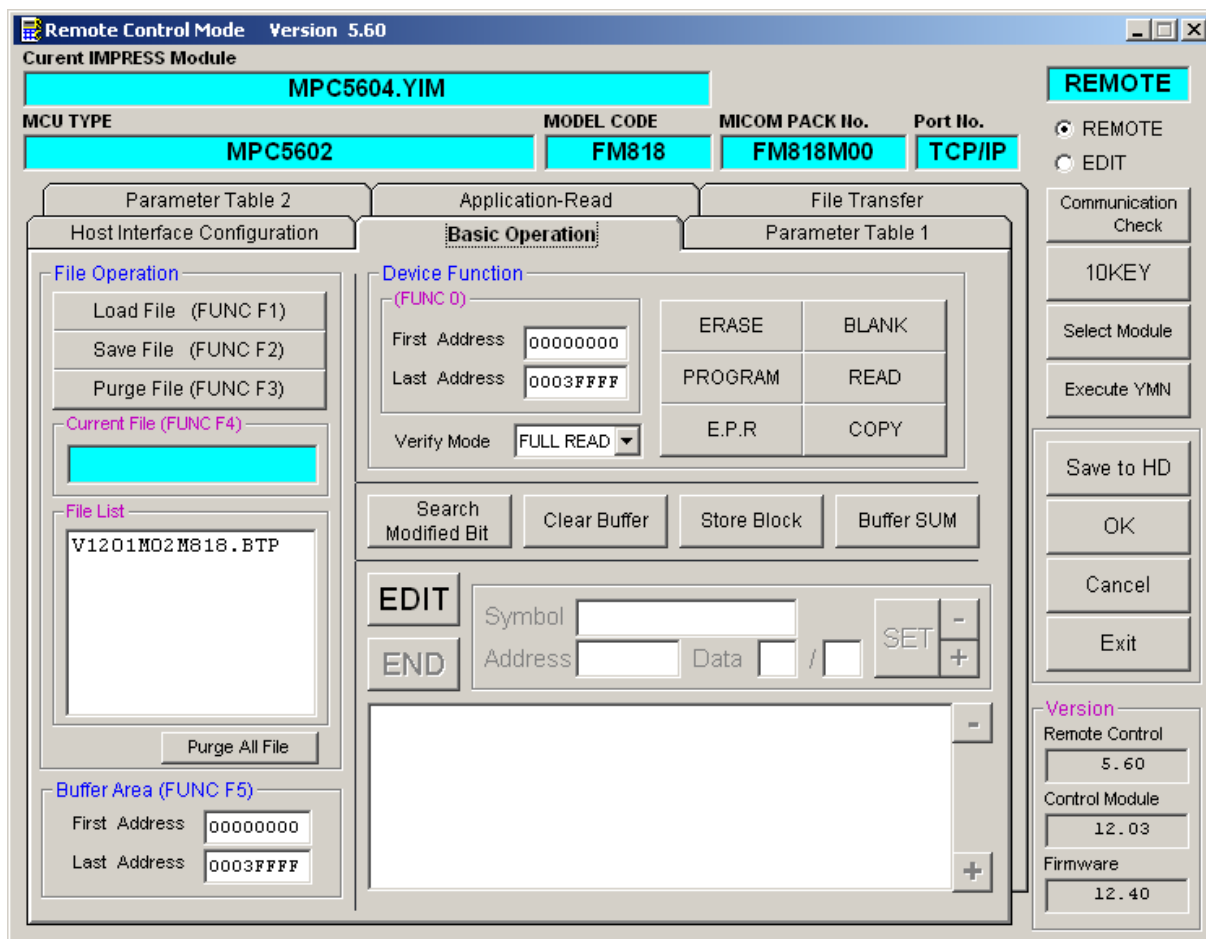 Remote Control Mode Version 5.60
Curent IMPRESS Module
MPC5604.YIM
REMOTE
MCU TYPE
MODEL CODE
MICOM PACK No.
Port No.
MPC5602
FM818
FM818M00
TCP/IP
REMOTE
EDIT
Parameter Table 2
Application-Read
File Transfer
Host Interface Configuration
Basic Operation
Parameter Table 1
File Operation
Load File (FUNC F1)
Save File (FUNC F2)
Purge File (FUNC F3)
Current File (FUNC F4)
File List
V1201M02M818.BTP
Purge All File
Buffer Area (FUNC F5)
First Address 00000000
Last Address 0003FFFF
Device Function
(FUNC 0)
First Address 00000000
Last Address 0003FFFF
Verify Mode FULL READ
ERASE
BLANK
PROGRAM
READ
E.P.R
COPY
Search
Modified Bit
Clear Buffer
Store Block
Buffer SUM
EDIT
END
Symbol
Address
Data /
SET
-
+
-
+
Communication
Check
10KEY
Select Module
Execute YMN
Save to HD
OK
Cancel
Exit
Version
Remote Control
5.60
Control Module
12.03
Firmware
12.40